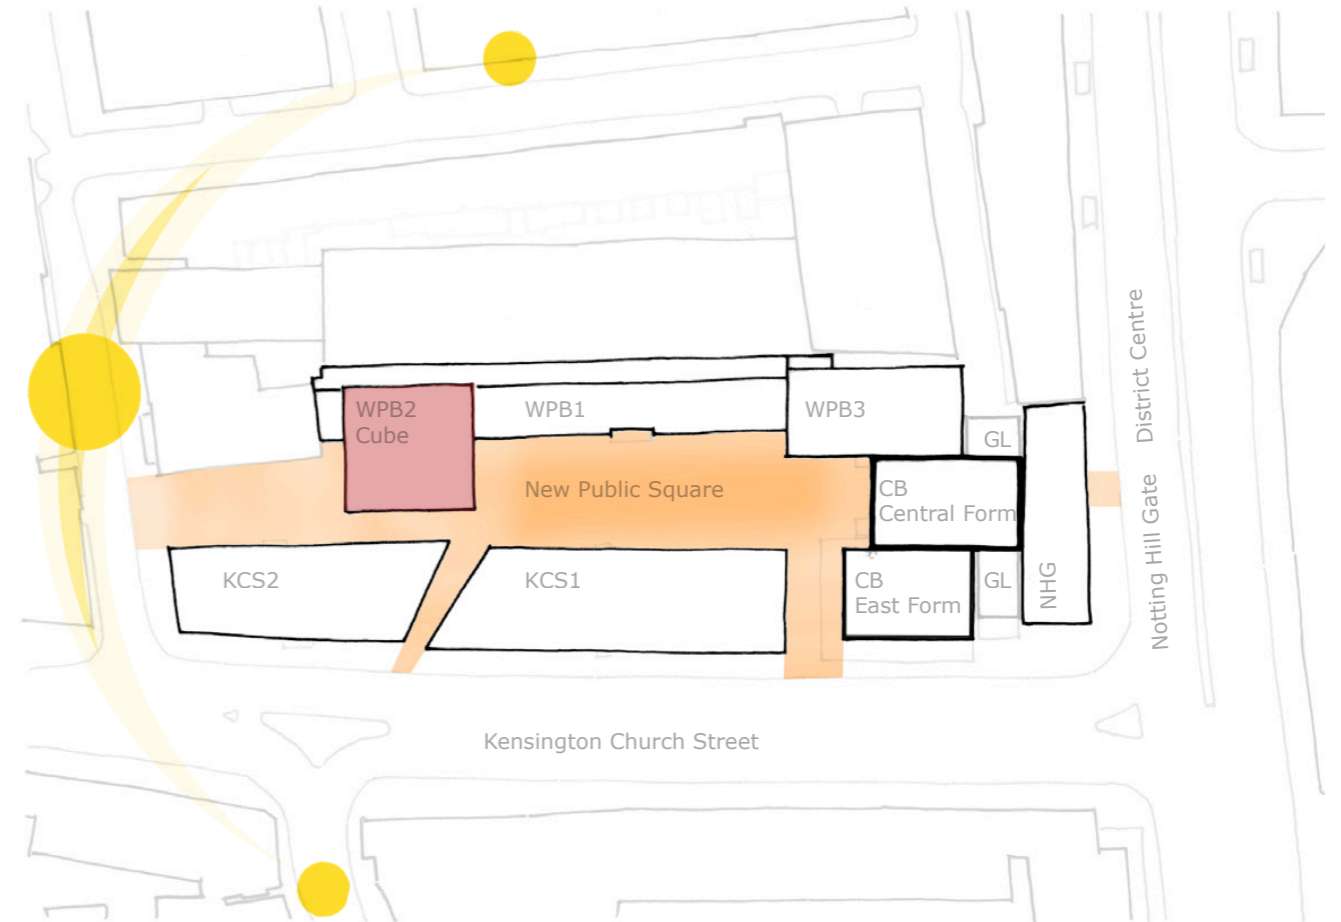 WPB2
Cube
WPB1
WPB3
GL
District Centre
New Public Square
CB
Central Form
Notting Hill Gate
KCS2
KCS1
CB
East Form
GL
NHG
Kensington Church Street